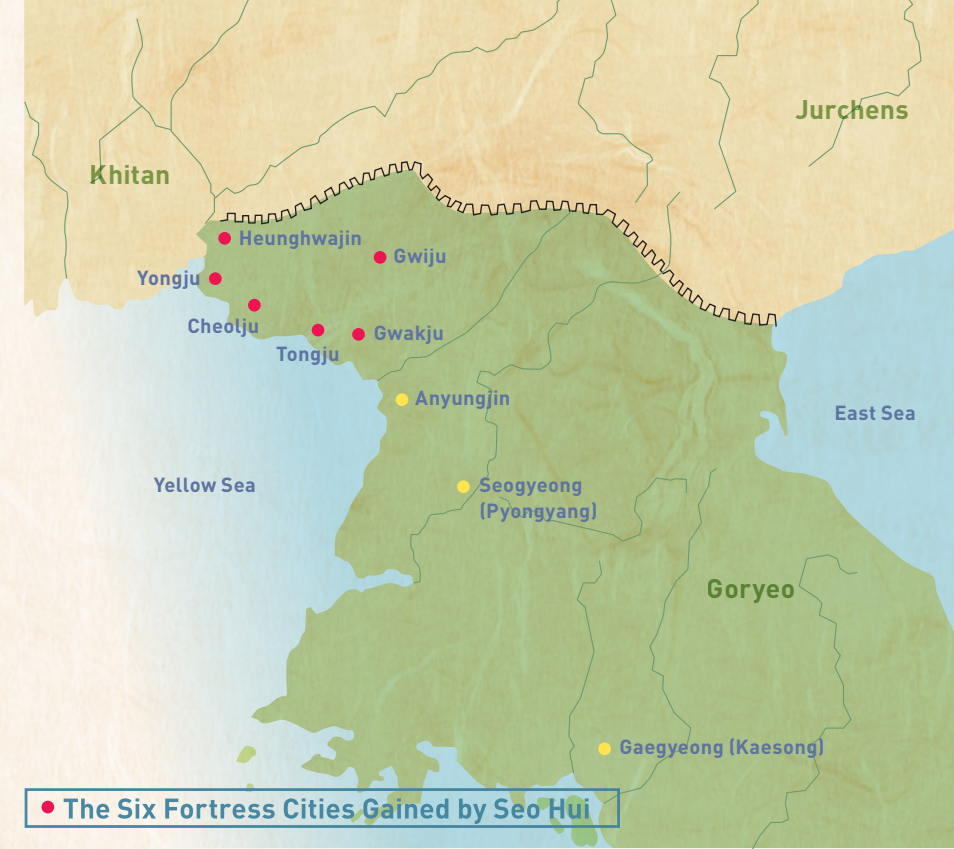 Jurchens
Khitan
Heunghwajin
Gwiju
Yongju
Cheolju
Tongju
Gwakju
Anyungjin
East Sea
Yellow Sea
Seogyeong
(Pyongyang)
Goryeo
Gaegyeong (Kaesong)
The Six Fortress Cities Gained by Seo Hui